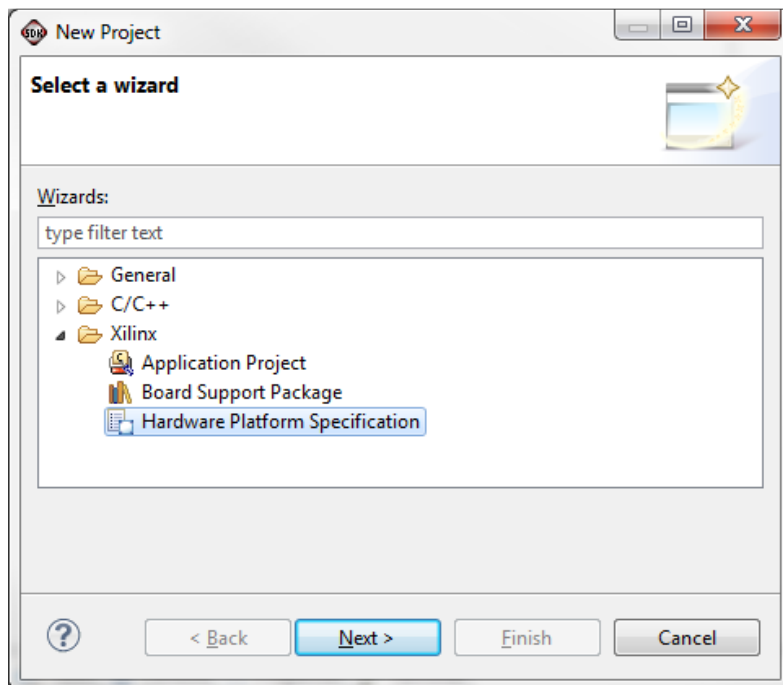 SDK New Project
Select a wizard
Wizards:
type filter text
General
C/C++
Xilinx
Application Project
Board Support Package
Hardware Platform Specification
?
< Back Next > Finish Cancel